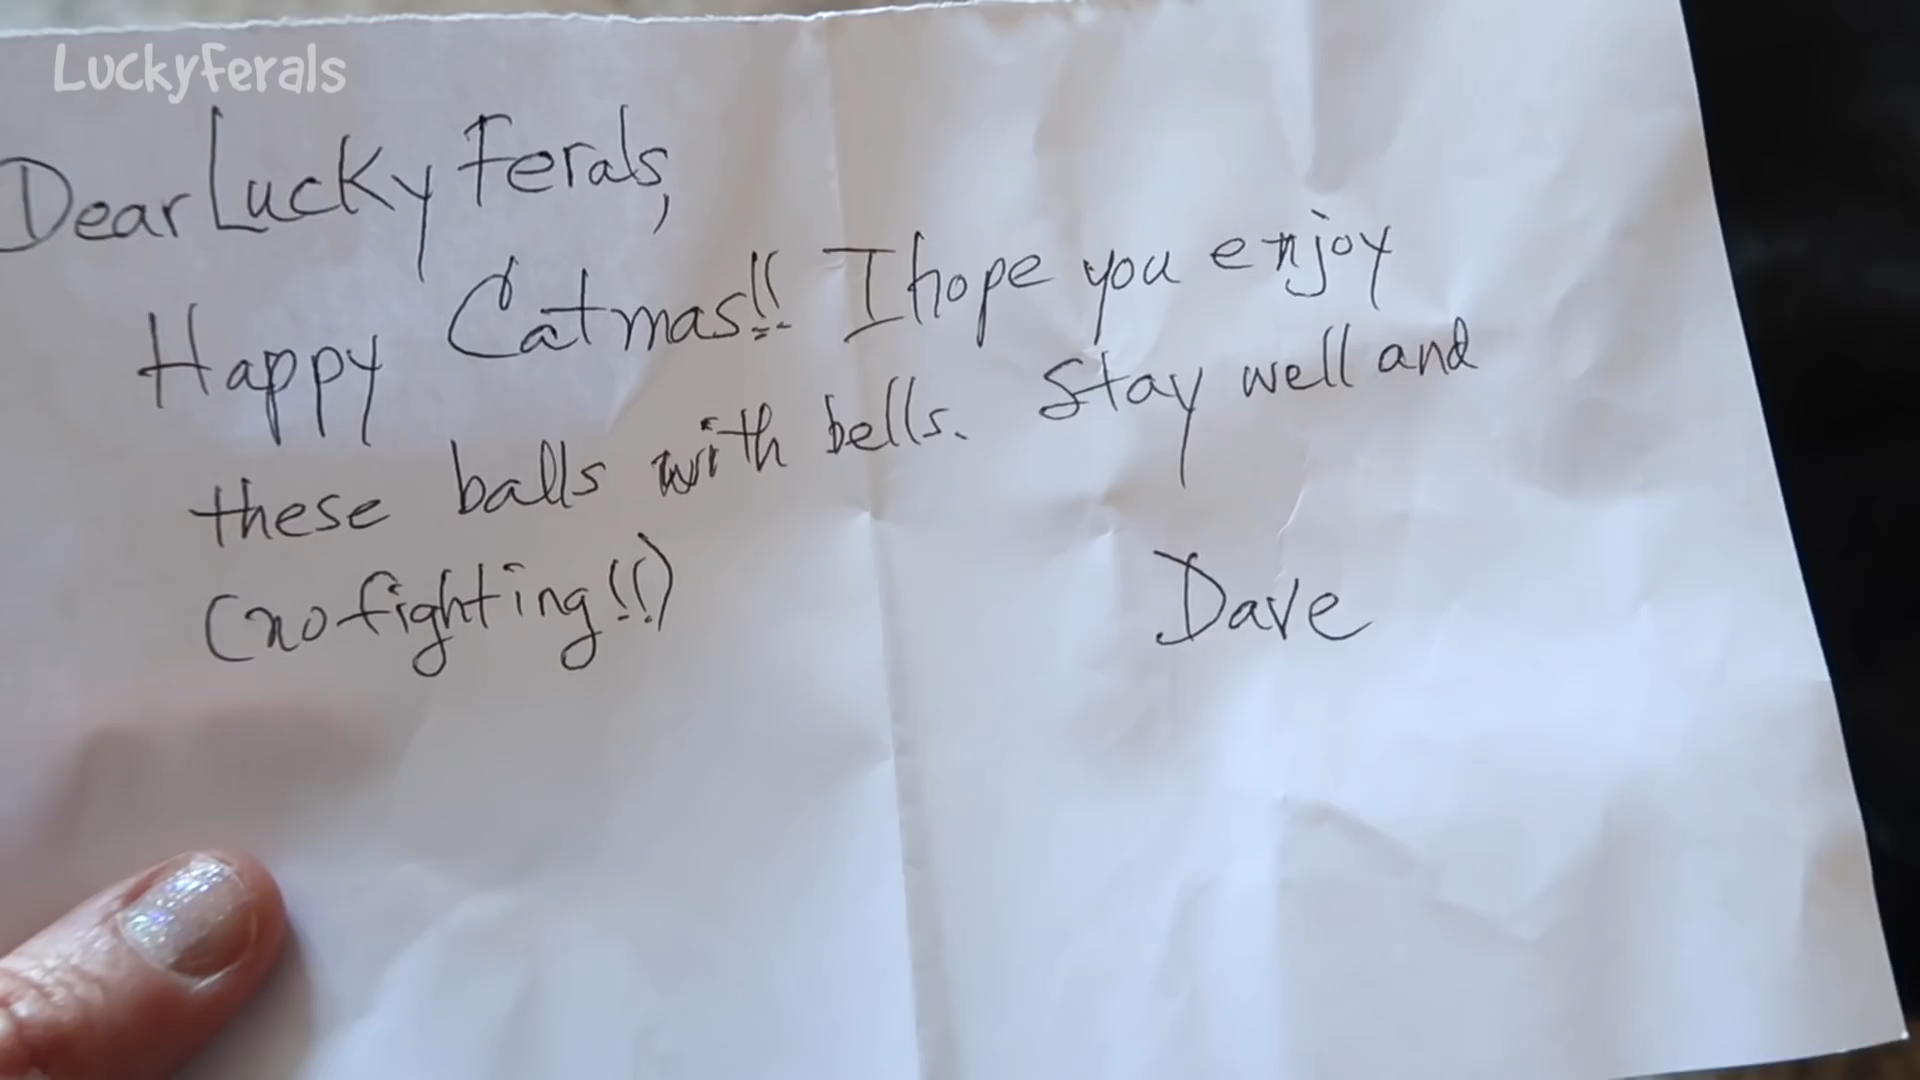 LuckyFerals
Dear Lucky Ferals,
Happy Catmas!! I hope you enjoy
these balls with bells. Stay well and
(no fighting!!)
Dave